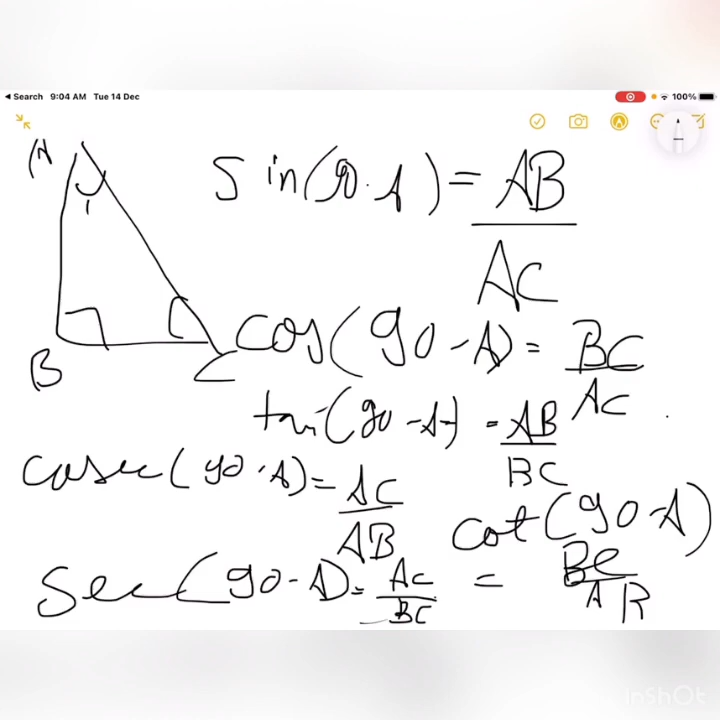 Search 9:04 AM Tue 14 Dec 100%
A
sin(90-A) = AB
AC
B
C
cos(90-A) = BC
AC
tan(90-A) = AB
BC
cosec(90-A) = AC
AB
cot(90-A)
= BC
AB
sec(90-A) = AC
BC
InShOt